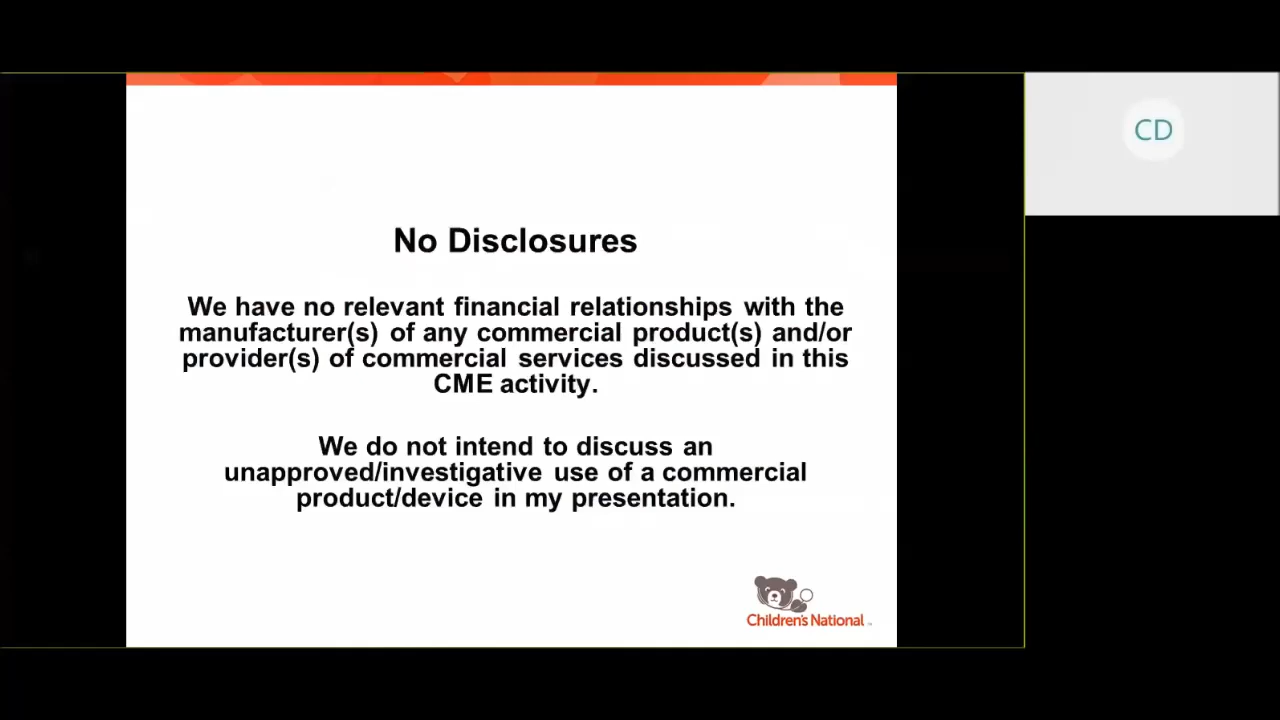 CD
No Disclosures
We have no relevant financial relationships with the
manufacturer(s) of any commercial product(s) and/or
provider(s) of commercial services discussed in this
CME activity.
We do not intend to discuss an
unapproved/investigative use of a commercial
product/device in my presentation.
Children's National